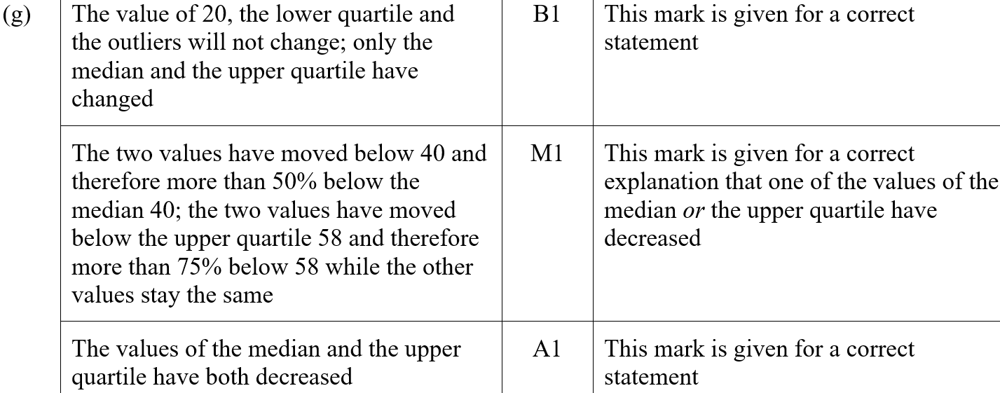 (g)
The value of 20, the lower quartile and
the outliers will not change; only the
median and the upper quartile have
changed
B1
This mark is given for a correct
statement
The two values have moved below 40 and
therefore more than 50% below the
median 40; the two values have moved
below the upper quartile 58 and therefore
more than 75% below 58 while the other
values stay the same
M1
This mark is given for a correct
explanation that one of the values of the
median or the upper quartile have
decreased
The values of the median and the upper
quartile have both decreased
A1
This mark is given for a correct
statement